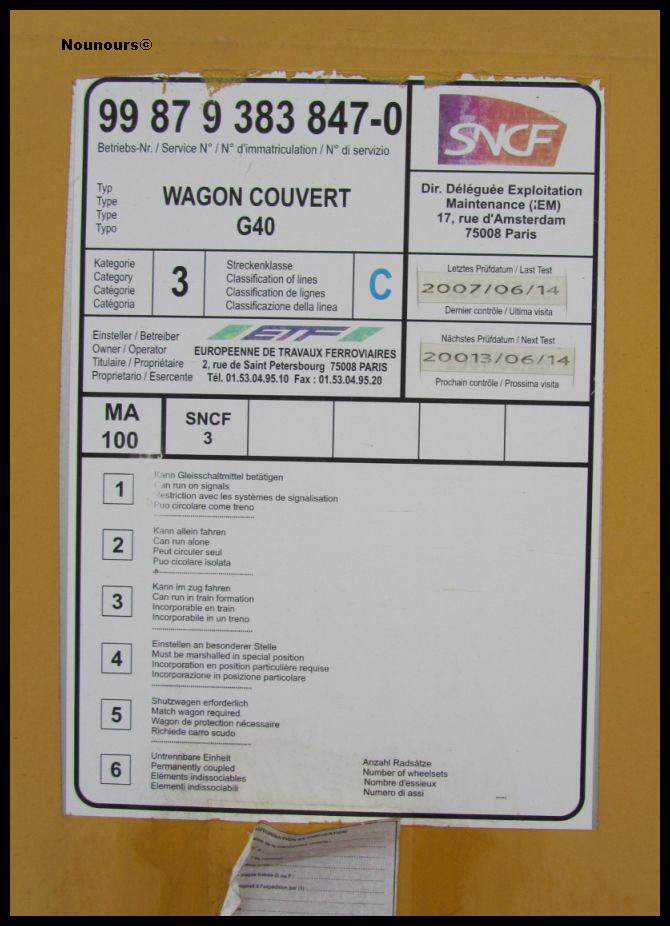 Nounours©
99 87 9 383 847-0
Betriebs-Nr. / Service N° / N° d'immatriculation / N° di servizio
SNCF
Typ
Type
Type
Typo
WAGON COUVERT
G40
Dir. Déléguée Exploitation
Maintenance (EM)
17, rue d'Amsterdam
75008 Paris
Kategorie
Category
Catégorie
Catégoria
3
Streckenklasse
Classification of lines
Classification de lignes
Classificazione della linea
C
Letztes Prüfdatum / Last Test
2007/06/14
Dernier contrôle / Ultima visita
Einsteller / Betreiber
Owner / Operator
Titulaire / Propriétaire
Proprietario / Esercente
ETF
EUROPEENNE DE TRAVAUX FERROVIAIRES
2, rue de Saint Petersbourg 75008 PARIS
Tél. 01.53.04.95.10 Fax : 01.53.04.95.20
Nächstes Prüfdatum / Next Test
20013/06/14
Prochain contrôle / Prossima visita
MA
100
SNCF
3
1
Kann Gleisschaltmittel betätigen
Can run on signals
Restriction avec les systèmes de signalisation
Puo circolare come treno
2
Kann allein fahren
Can run alone
Peut circuler seul
Puo cicolare isolata
3
Kann im zug fahren
Can run in train formation
Incorporable en train
Incorporabile in un treno
4
Einstellen an besonderer Stelle
Must be marshalled in special position
Incorporation en position particulière requise
Incorporazione in posizione particolare
5
Shutzwagen erforderlich
Match wagon required
Wagon de protection nécessaire
Richiede carro scudo
6
Untrennbare Einheit
Permanently coupled
Eléments indissociables
Elementi indissociabili
Anzahl Radsätze
Number of wheelsets
Nombre d'essieux
Numero di assi